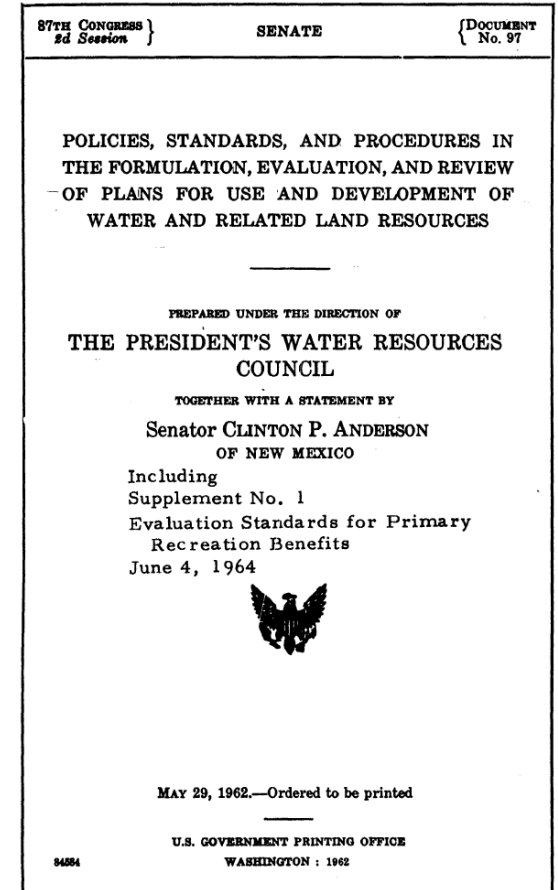 87TH CONGRESS
2d Session
SENATE
DOCUMENT
No. 97
POLICIES, STANDARDS, AND PROCEDURES IN
THE FORMULATION, EVALUATION, AND REVIEW
OF PLANS FOR USE AND DEVELOPMENT OF
WATER AND RELATED LAND RESOURCES
PREPARED UNDER THE DIRECTION OF
THE PRESIDENT'S WATER RESOURCES
COUNCIL
TOGETHER WITH A STATEMENT BY
Senator CLINTON P. ANDERSON
OF NEW MEXICO
Including
Supplement No. 1
Evaluation Standards for Primary
Recreation Benefits
June 4, 1964
MAY 29, 1962.—Ordered to be printed
U.S. GOVERNMENT PRINTING OFFICE
84584
WASHINGTON : 1962